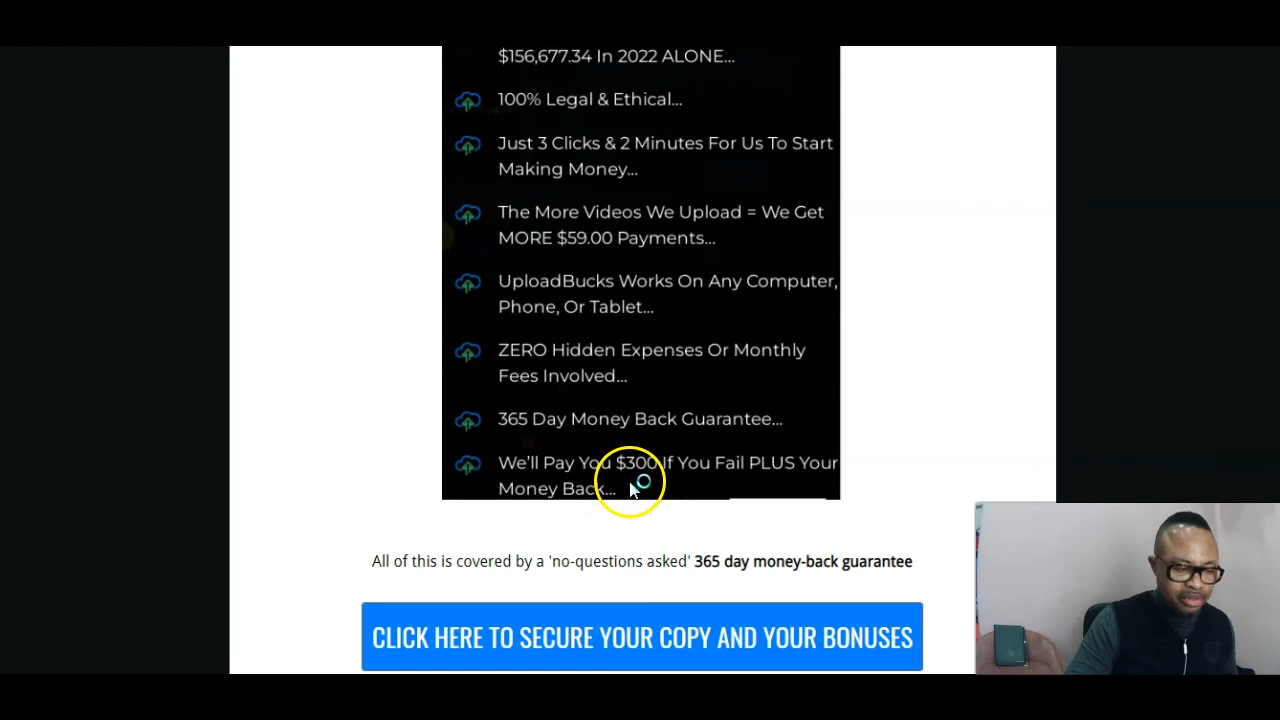 $156,677.34 In 2022 ALONE...
100% Legal & Ethical...
Just 3 Clicks & 2 Minutes For Us To Start
Making Money...
The More Videos We Upload = We Get
MORE $59.00 Payments...
UploadBucks Works On Any Computer,
Phone, Or Tablet...
ZERO Hidden Expenses Or Monthly
Fees Involved...
365 Day Money Back Guarantee...
We'll Pay You $300 If You Fail PLUS Your
Money Back...
All of this is covered by a 'no-questions asked' 365 day money-back guarantee
CLICK HERE TO SECURE YOUR COPY AND YOUR BONUSES